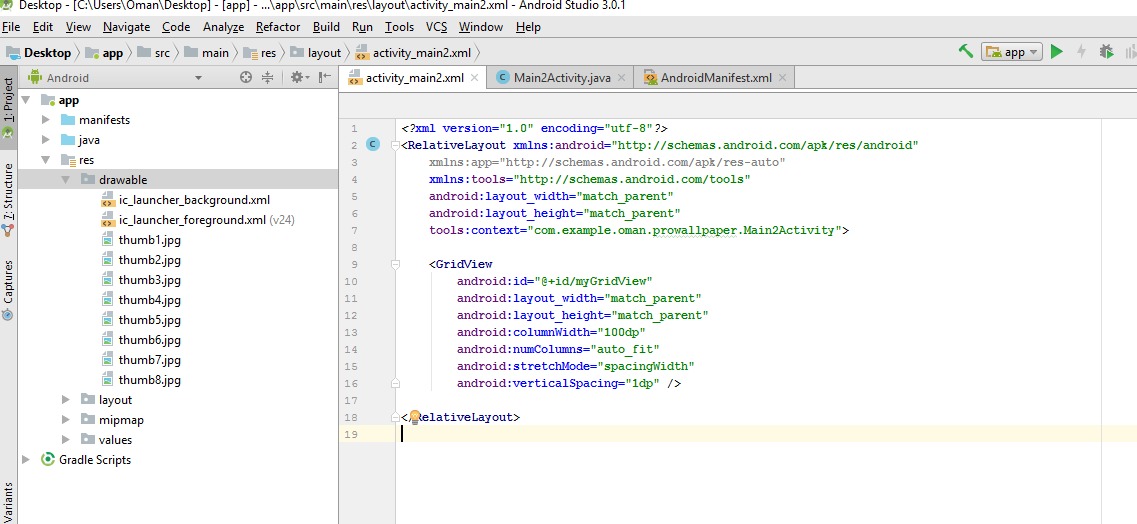 Desktop - [C:\Users\Oman\Desktop] - [app] - ...\app\src\main\res\layout\activity_main2.xml - Android Studio 3.0.1
File Edit View Navigate Code Analyze Refactor Build Run Tools VCS Window Help
Desktop app src main res layout activity_main2.xml app
1: Project
7: Structure
Captures
Variants
Android
app
manifests
java
res
drawable
ic_launcher_background.xml
ic_launcher_foreground.xml (v24)
thumb1.jpg
thumb2.jpg
thumb3.jpg
thumb4.jpg
thumb5.jpg
thumb6.jpg
thumb7.jpg
thumb8.jpg
layout
mipmap
values
Gradle Scripts
activity_main2.xml C Main2Activity.java AndroidManifest.xml
1 <?xml version="1.0" encoding="utf-8"?>
2 C <RelativeLayout xmlns:android="http://schemas.android.com/apk/res/android"
3 xmlns:app="http://schemas.android.com/apk/res-auto"
4 xmlns:tools="http://schemas.android.com/tools"
5 android:layout_width="match_parent"
6 android:layout_height="match_parent"
7 tools:context="com.example.oman.prowallpaper.Main2Activity">
8
9 <GridView
10 android:id="@+id/myGridView"
11 android:layout_width="match_parent"
12 android:layout_height="match_parent"
13 android:columnWidth="100dp"
14 android:numColumns="auto_fit"
15 android:stretchMode="spacingWidth"
16 android:verticalSpacing="1dp" />
17
18 </RelativeLayout>
19